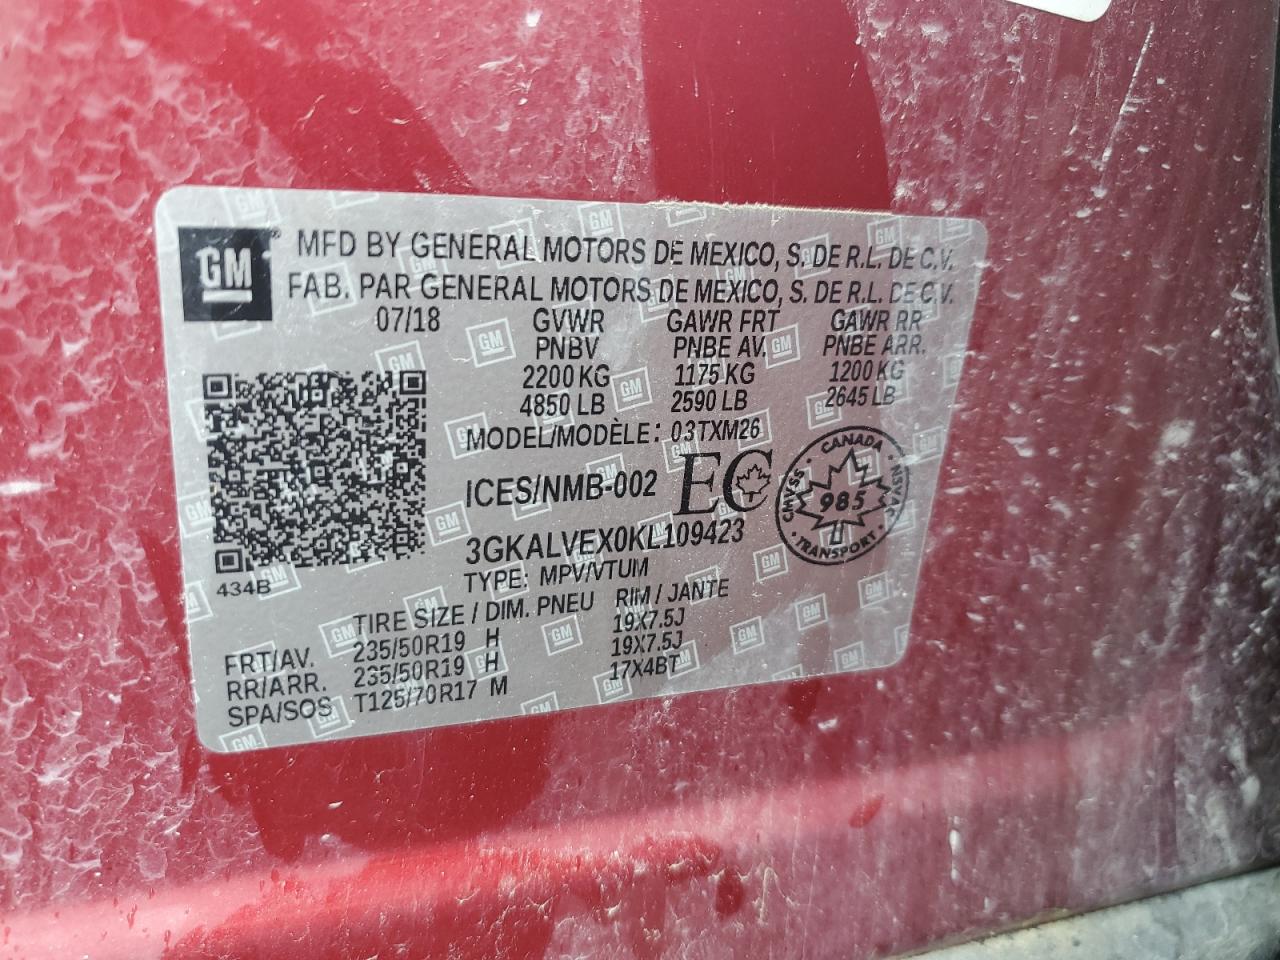 GM
MFD BY GENERAL MOTORS DE MEXICO, S. DE R.L. DE C.V.
FAB. PAR GENERAL MOTORS DE MEXICO, S. DE R.L. DE C.V.
07/18 GVWR GAWR FRT GAWR RR
PNBV PNBE AV. PNBE ARR.
2200 KG 1175 KG 1200 KG
4850 LB 2590 LB 2645 LB
MODEL/MODÈLE: 03TXM26
ICES/NMB-002 EC
CANADA
CMVSS 985 NSVAC
• TRANSPORT •
3GKALVEX0KL109423
TYPE: MPV/VTUM
434B
TIRE SIZE / DIM. PNEU RIM / JANTE
FRT/AV. 235/50R19 H 19X7.5J
RR/ARR. 235/50R19 H 19X7.5J
SPA/SOS T125/70R17 M 17X4BT